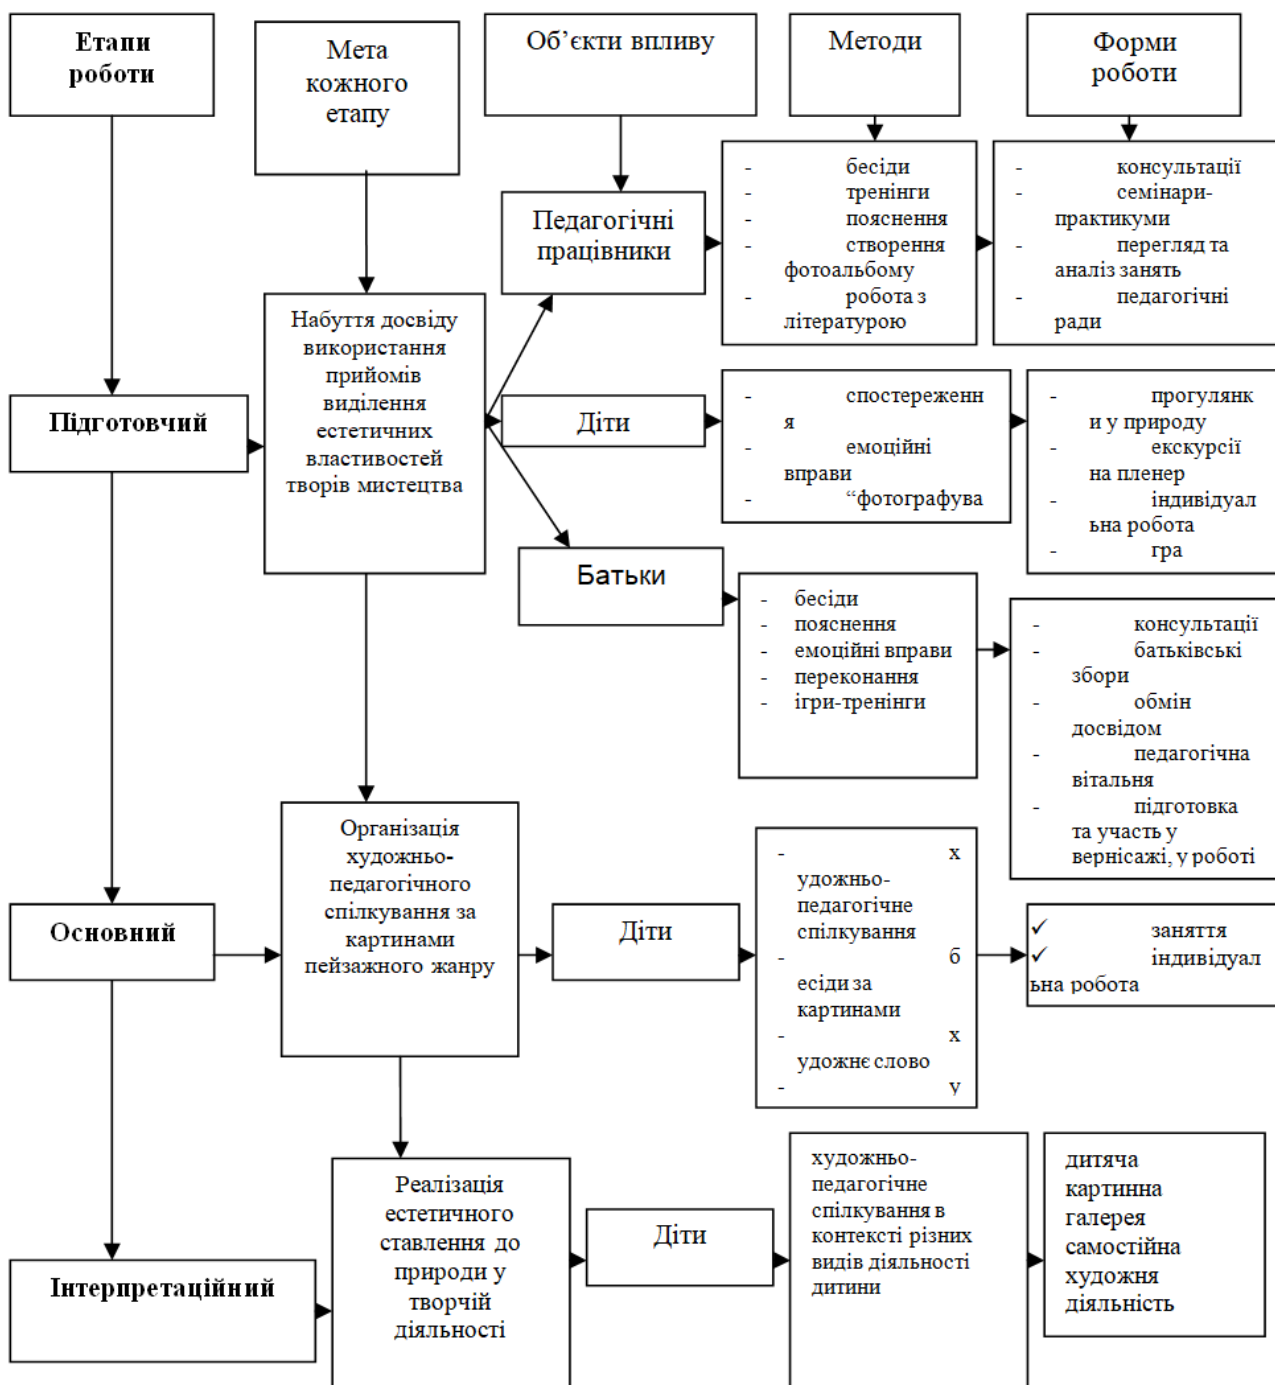 Етапи
роботи
Мета
кожного
етапу
Об’єкти впливу
Методи
Форми
роботи
Педагогічні
працівники
- бесіди
- тренінги
- пояснення
- створення
фотоальбому
- робота з
літературою
- консультації
- семінари-
практикуми
- перегляд та
аналіз занять
- педагогічні
ради
Підготовчий
Набуття досвіду
використання
прийомів
виділення
естетичних
властивостей
творів мистецтва
Діти
- спостереженн
я
- емоційні
вправи
- “фотографува
- прогулянк
и у природу
- екскурсії
на пленер
- індивідуал
ьна робота
- гра
Батьки
- бесіди
- пояснення
- емоційні вправи
- переконання
- ігри-тренінги
- консультації
- батьківські
збори
- обмін
досвідом
- педагогічна
вітальня
- підготовка
та участь у
вернісажі, у роботі
Основний
Організація
художньо-
педагогічного
спілкування за
картинами
пейзажного жанру
Діти
- х
удожньо-
педагогічне
спілкування
- б
есіди за
картинами
- х
удожнє слово
- у
✓ заняття
✓ індивідуал
ьна робота
Інтерпретаційний
Реалізація
естетичного
ставлення до
природи у
творчій
діяльності
Діти
художньо-
педагогічне
спілкування в
контексті різних
видів діяльності
дитини
дитяча
картинна
галерея
самостійна
художня
діяльність